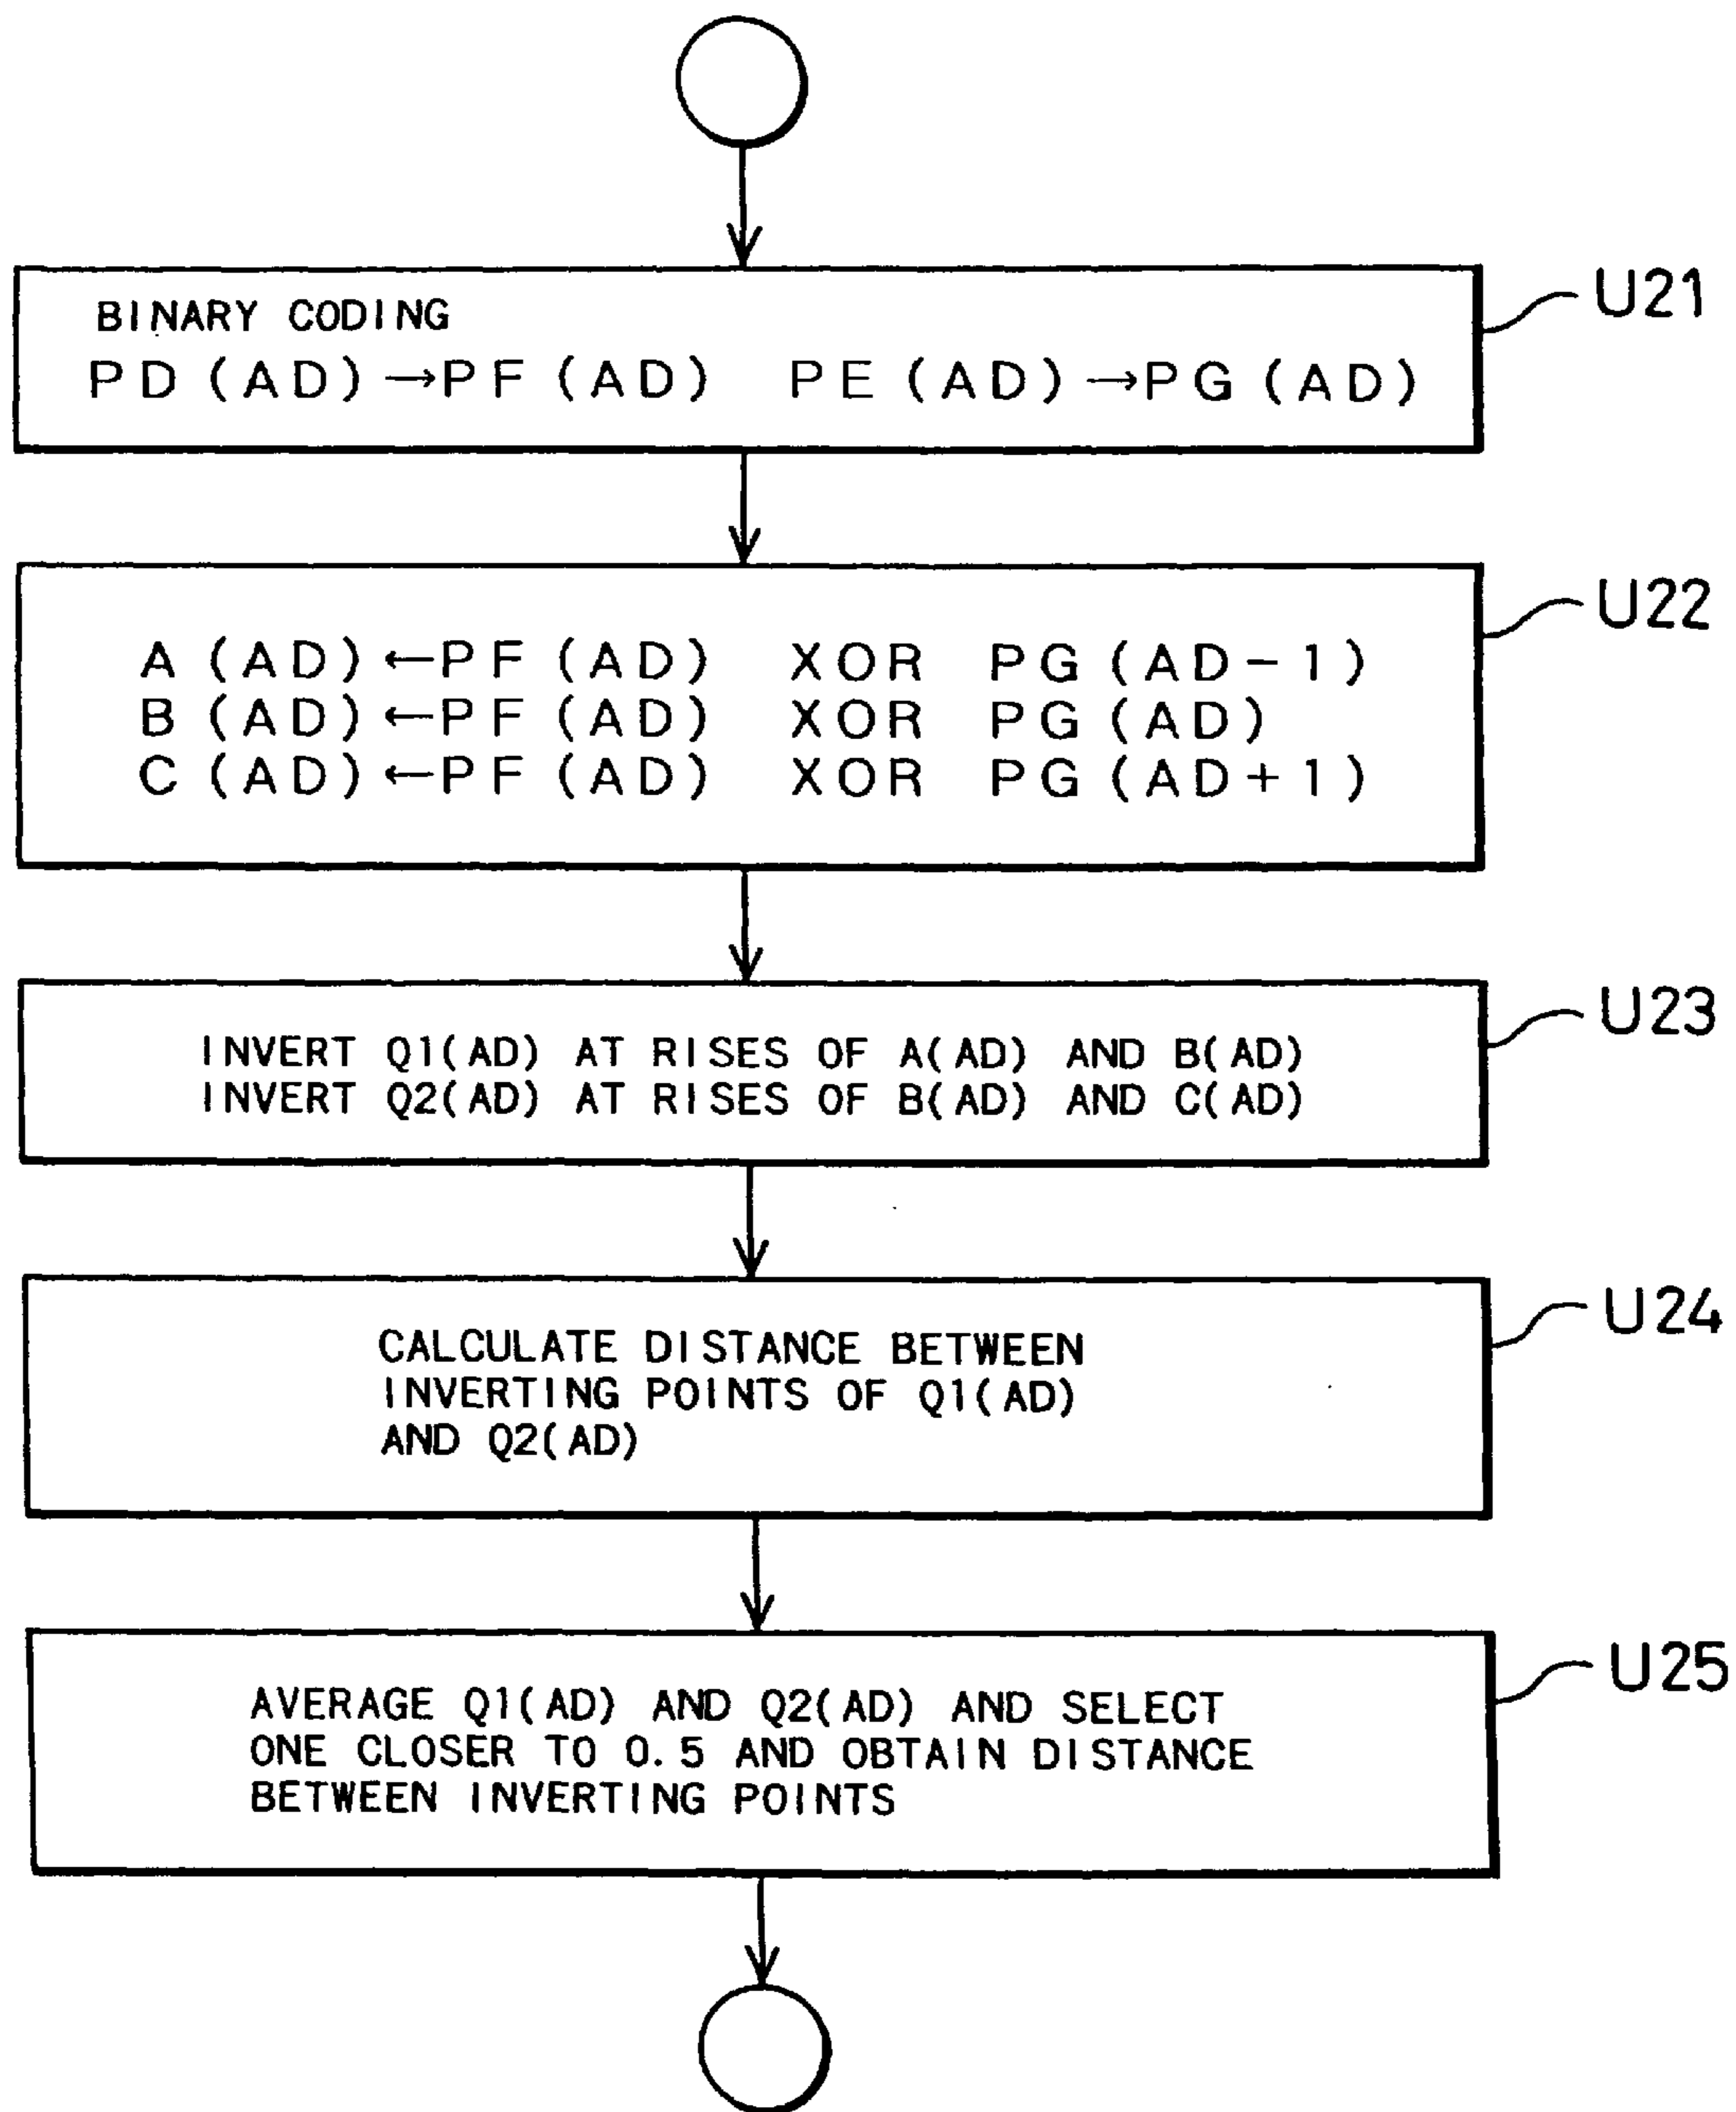 BINARY CODING
PD(AD)→PF(AD) PE(AD)→PG(AD)
U21
A(AD)←PF(AD) XOR PG(AD-1)
B(AD)←PF(AD) XOR PG(AD)
C(AD)←PF(AD) XOR PG(AD+1)
U22
INVERT Q1(AD) AT RISES OF A(AD) AND B(AD)
INVERT Q2(AD) AT RISES OF B(AD) AND C(AD)
U23
CALCULATE DISTANCE BETWEEN
INVERTING POINTS OF Q1(AD)
AND Q2(AD)
U24
AVERAGE Q1(AD) AND Q2(AD) AND SELECT
ONE CLOSER TO 0.5 AND OBTAIN DISTANCE
BETWEEN INVERTING POINTS
U25